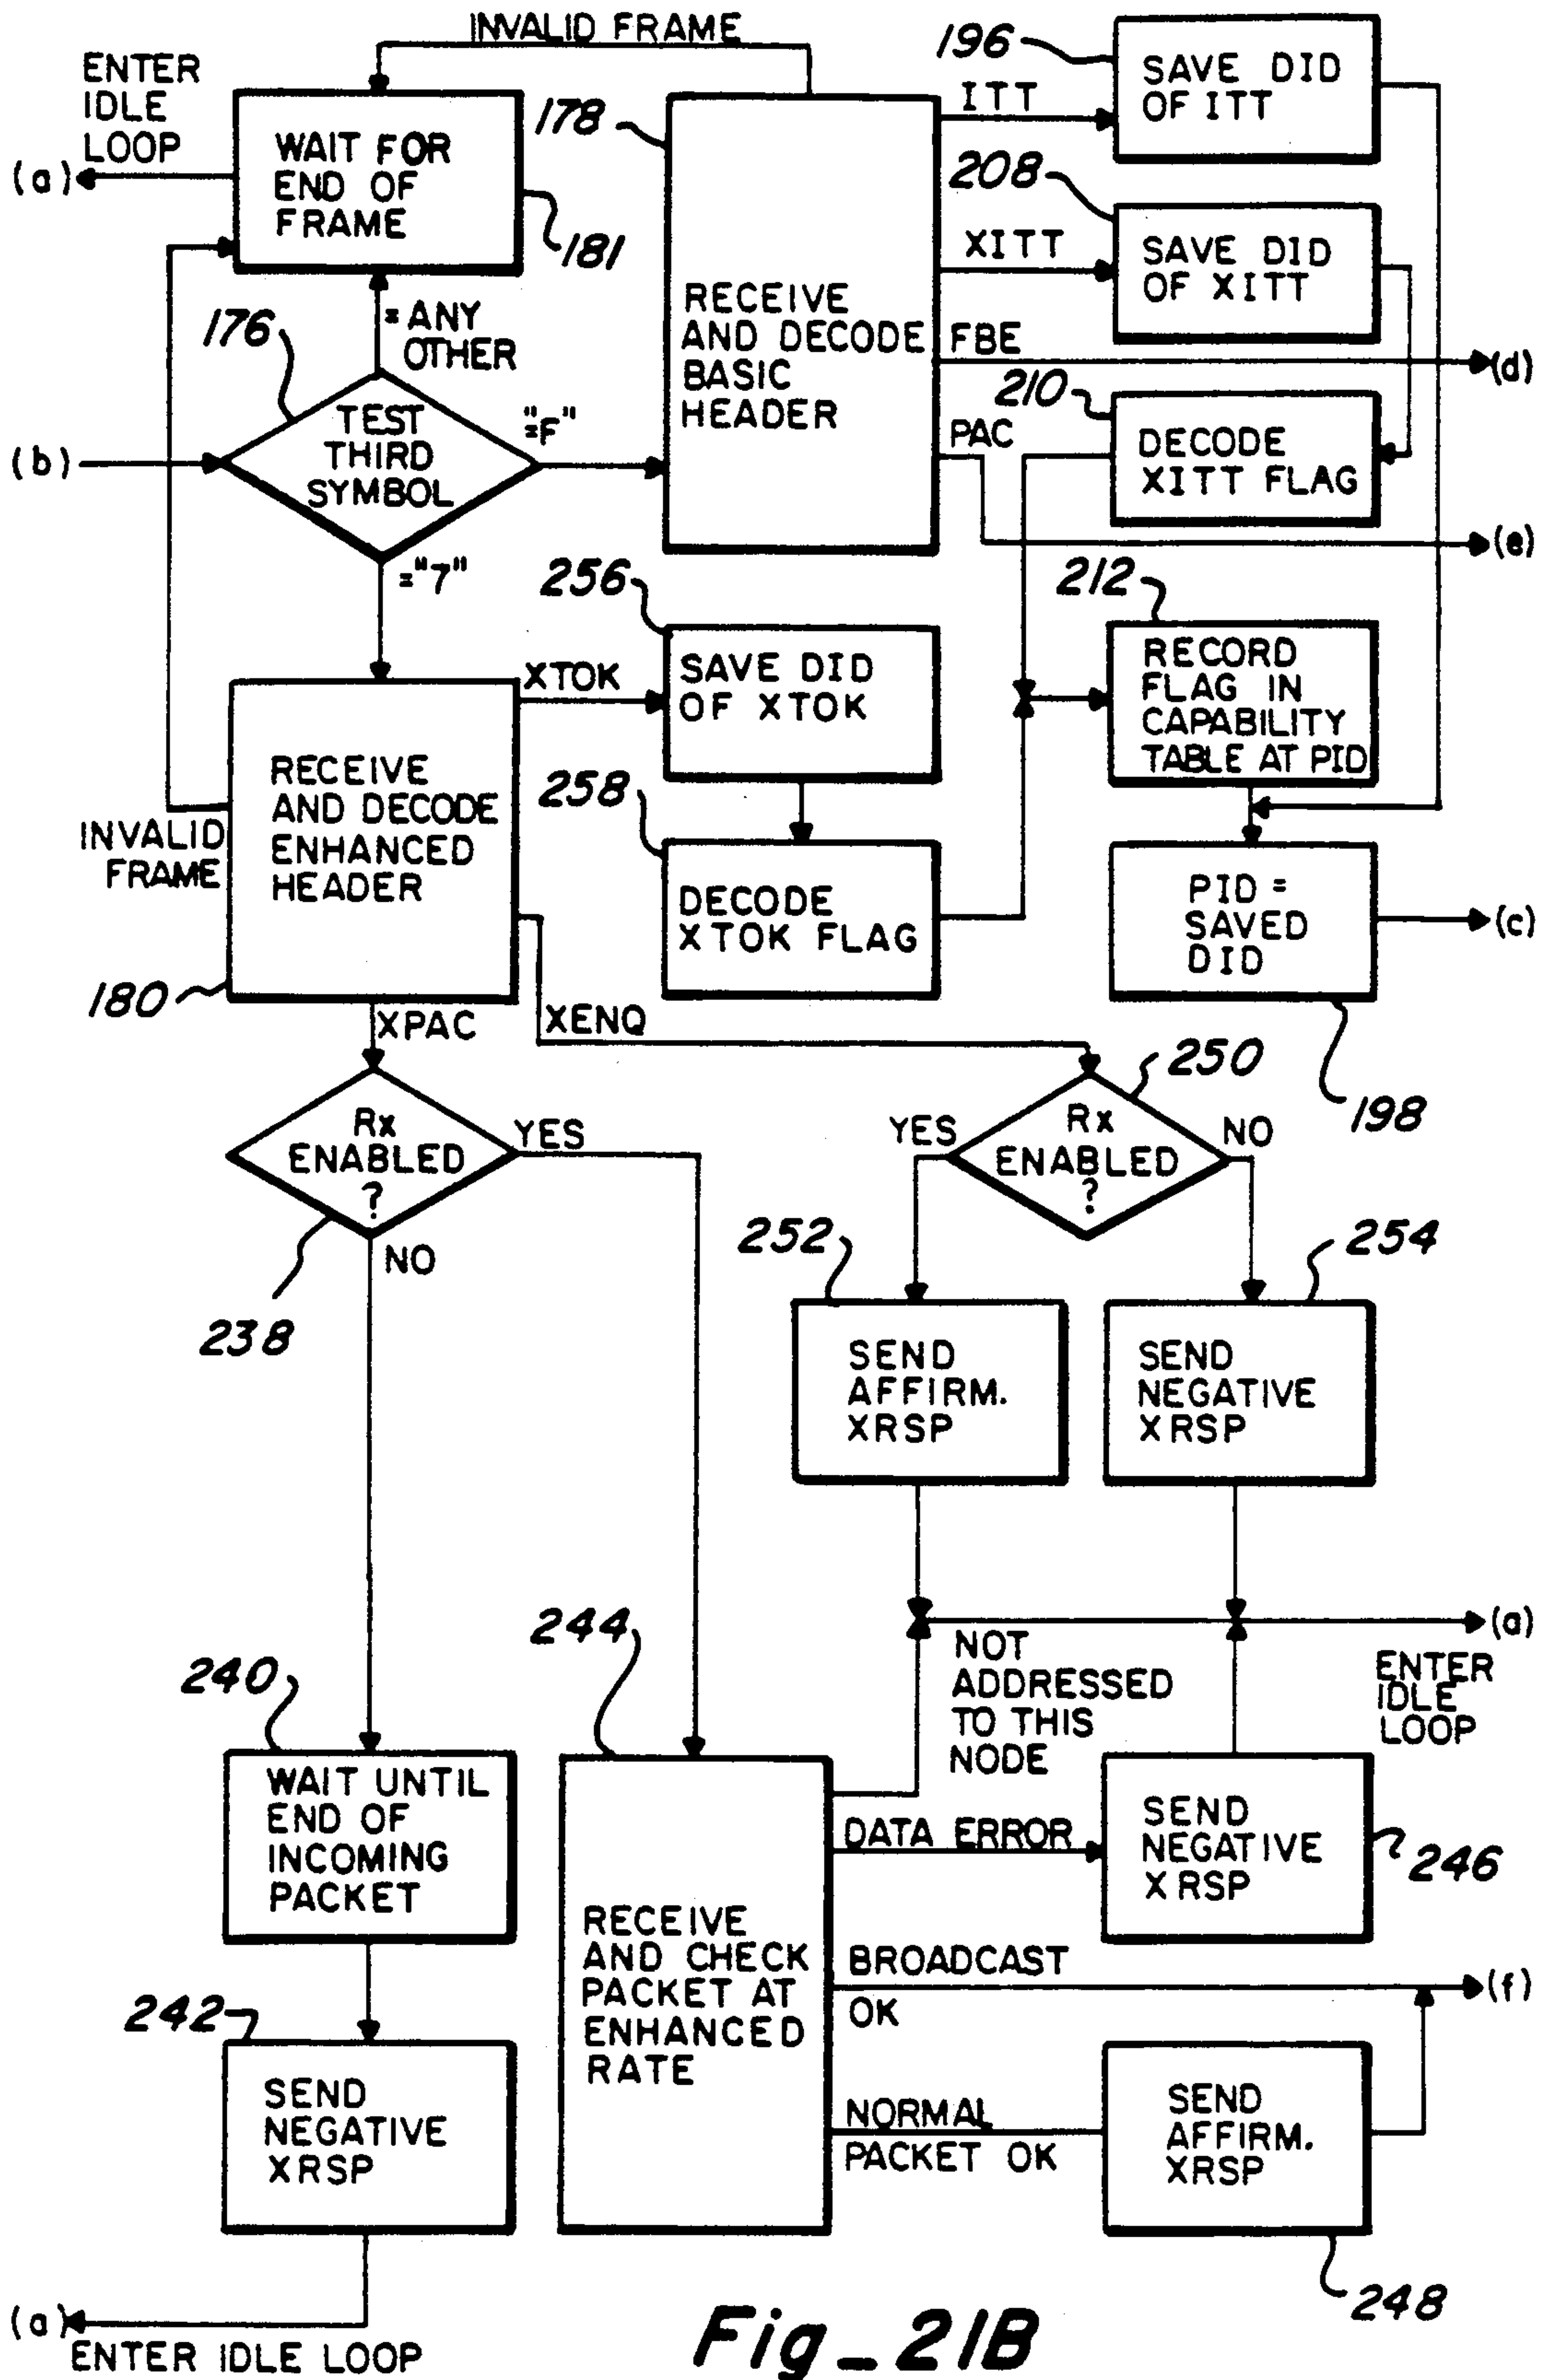 INVALID FRAME
196
SAVE DID
OF ITT
ENTER
IDLE
LOOP
(a)
WAIT FOR
END OF
FRAME
181
178
ITT
208
XITT
SAVE DID
OF XITT
RECEIVE
AND DECODE
BASIC
HEADER
FBE
(d)
176
=ANY
OTHER
210
PAC
DECODE
XITT FLAG
(b)
TEST
THIRD
SYMBOL
="F"
(e)
="7"
256
212
XTOK
SAVE DID
OF XTOK
RECORD
FLAG IN
CAPABILITY
TABLE AT PID
RECEIVE
AND DECODE
ENHANCED
HEADER
258
INVALID
FRAME
DECODE
XTOK FLAG
PID =
SAVED
DID
(c)
180
XPAC
XENQ
250
198
Rx
ENABLED
?
YES
YES
Rx
ENABLED
?
NO
238
NO
252
254
SEND
AFFIRM.
XRSP
SEND
NEGATIVE
XRSP
244
(a)
NOT
ADDRESSED
TO THIS
NODE
ENTER
IDLE
LOOP
240
WAIT UNTIL
END OF
INCOMING
PACKET
DATA ERROR
SEND
NEGATIVE
XRSP
246
RECEIVE
AND CHECK
PACKET AT
ENHANCED
RATE
BROADCAST
OK
(f)
242
SEND
NEGATIVE
XRSP
NORMAL
PACKET OK
SEND
AFFIRM.
XRSP
248
(a)
ENTER IDLE LOOP
Fig_21B